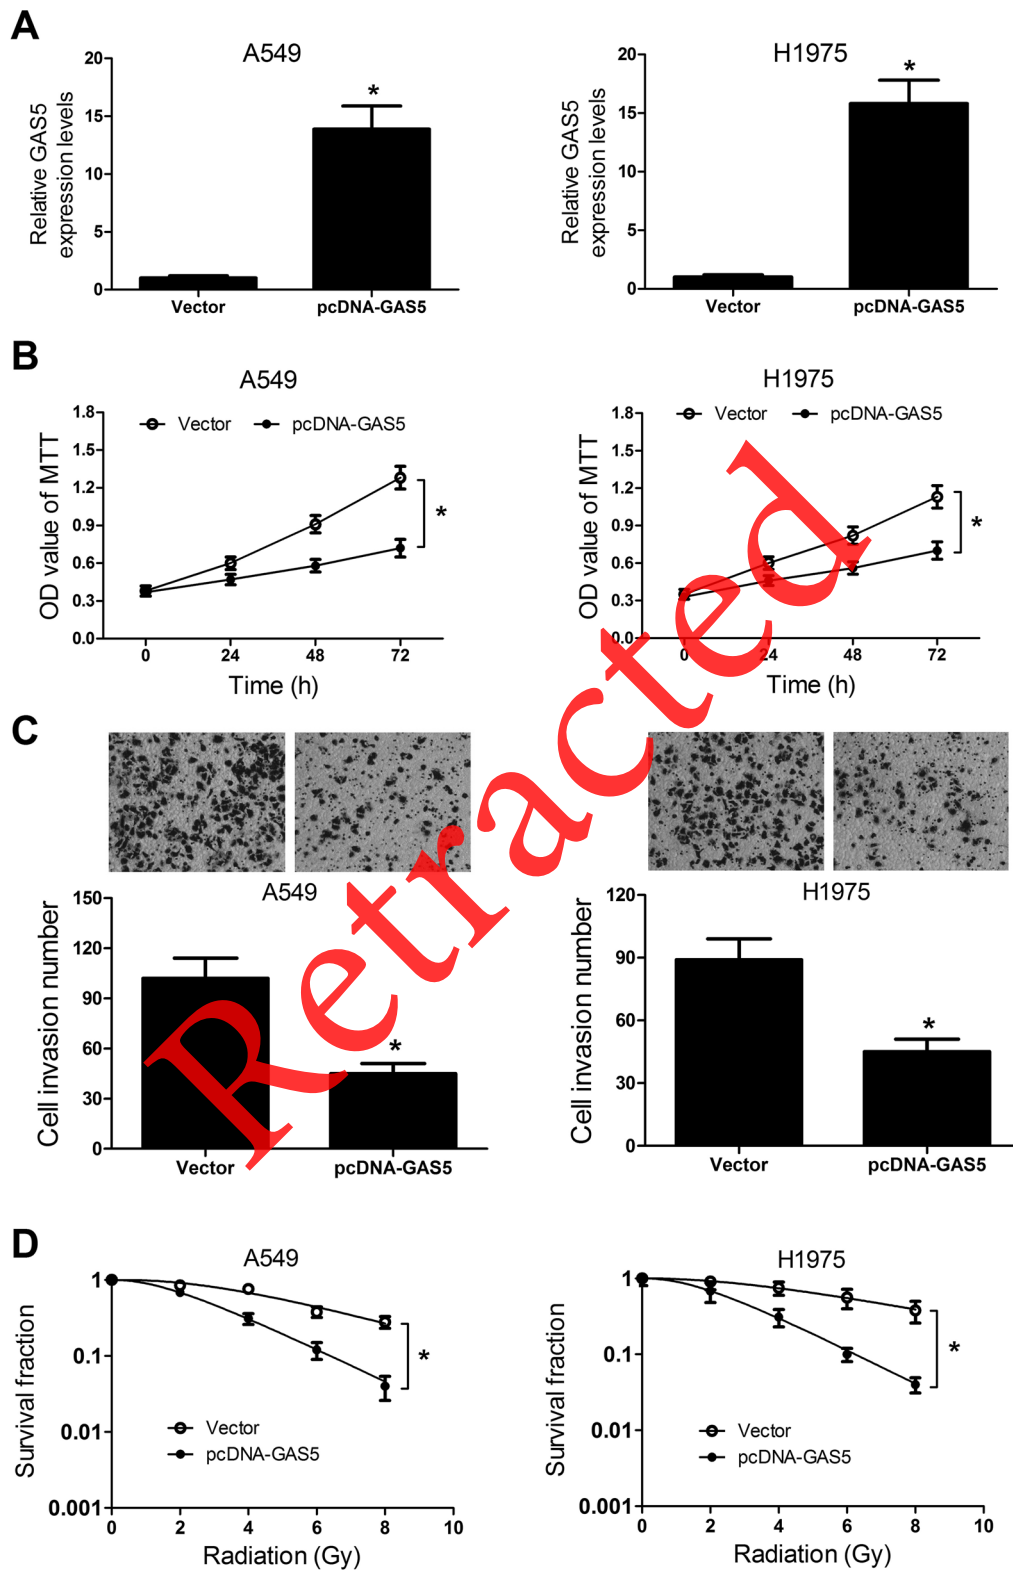 A
A549
H1975
Relative GAS5
expression levels
20
15
10
5
0
*
Vector
pcDNA-GAS5
Relative GAS5
expression levels
20
15
10
5
0
*
Vector
pcDNA-GAS5
B
A549
H1975
OD value of MTT
1.8
1.5
1.2
0.9
0.6
0.3
0.0
Vector
pcDNA-GAS5
*
0
24
48
72
Time (h)
OD value of MTT
1.8
1.5
1.2
0.9
0.6
0.3
0.0
Vector
pcDNA-GAS5
*
0
24
48
72
Time (h)
Retracted
C
A549
H1975
Cell invasion number
150
120
90
60
30
0
*
Vector
pcDNA-GAS5
Cell invasion number
120
90
60
30
0
*
Vector
pcDNA-GAS5
D
A549
H1975
Survival fraction
1
0.1
0.01
0.001
*
Vector
pcDNA-GAS5
0
2
4
6
8
10
Radiation (Gy)
Survival fraction
1
0.1
0.01
0.001
*
Vector
pcDNA-GAS5
0
2
4
6
8
10
Radiation (Gy)